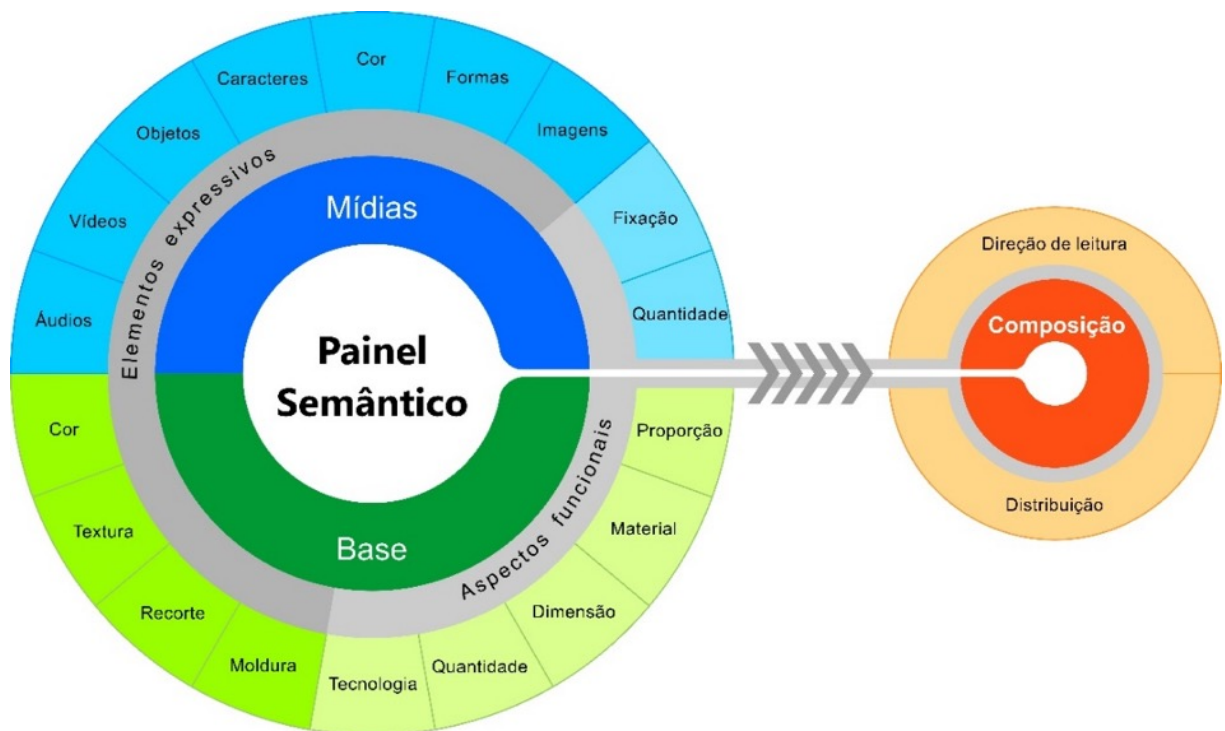 Cor
Caracteres
Formas
Objetos
Imagens
Vídeos
Áudios
Fixação
Quantidade
Elementos expressivos
Mídias
Painel
Semântico
Base
Aspectos funcionais
Cor
Textura
Recorte
Moldura
Tecnologia
Quantidade
Dimensão
Material
Proporção
Direção de leitura
Composição
Distribuição